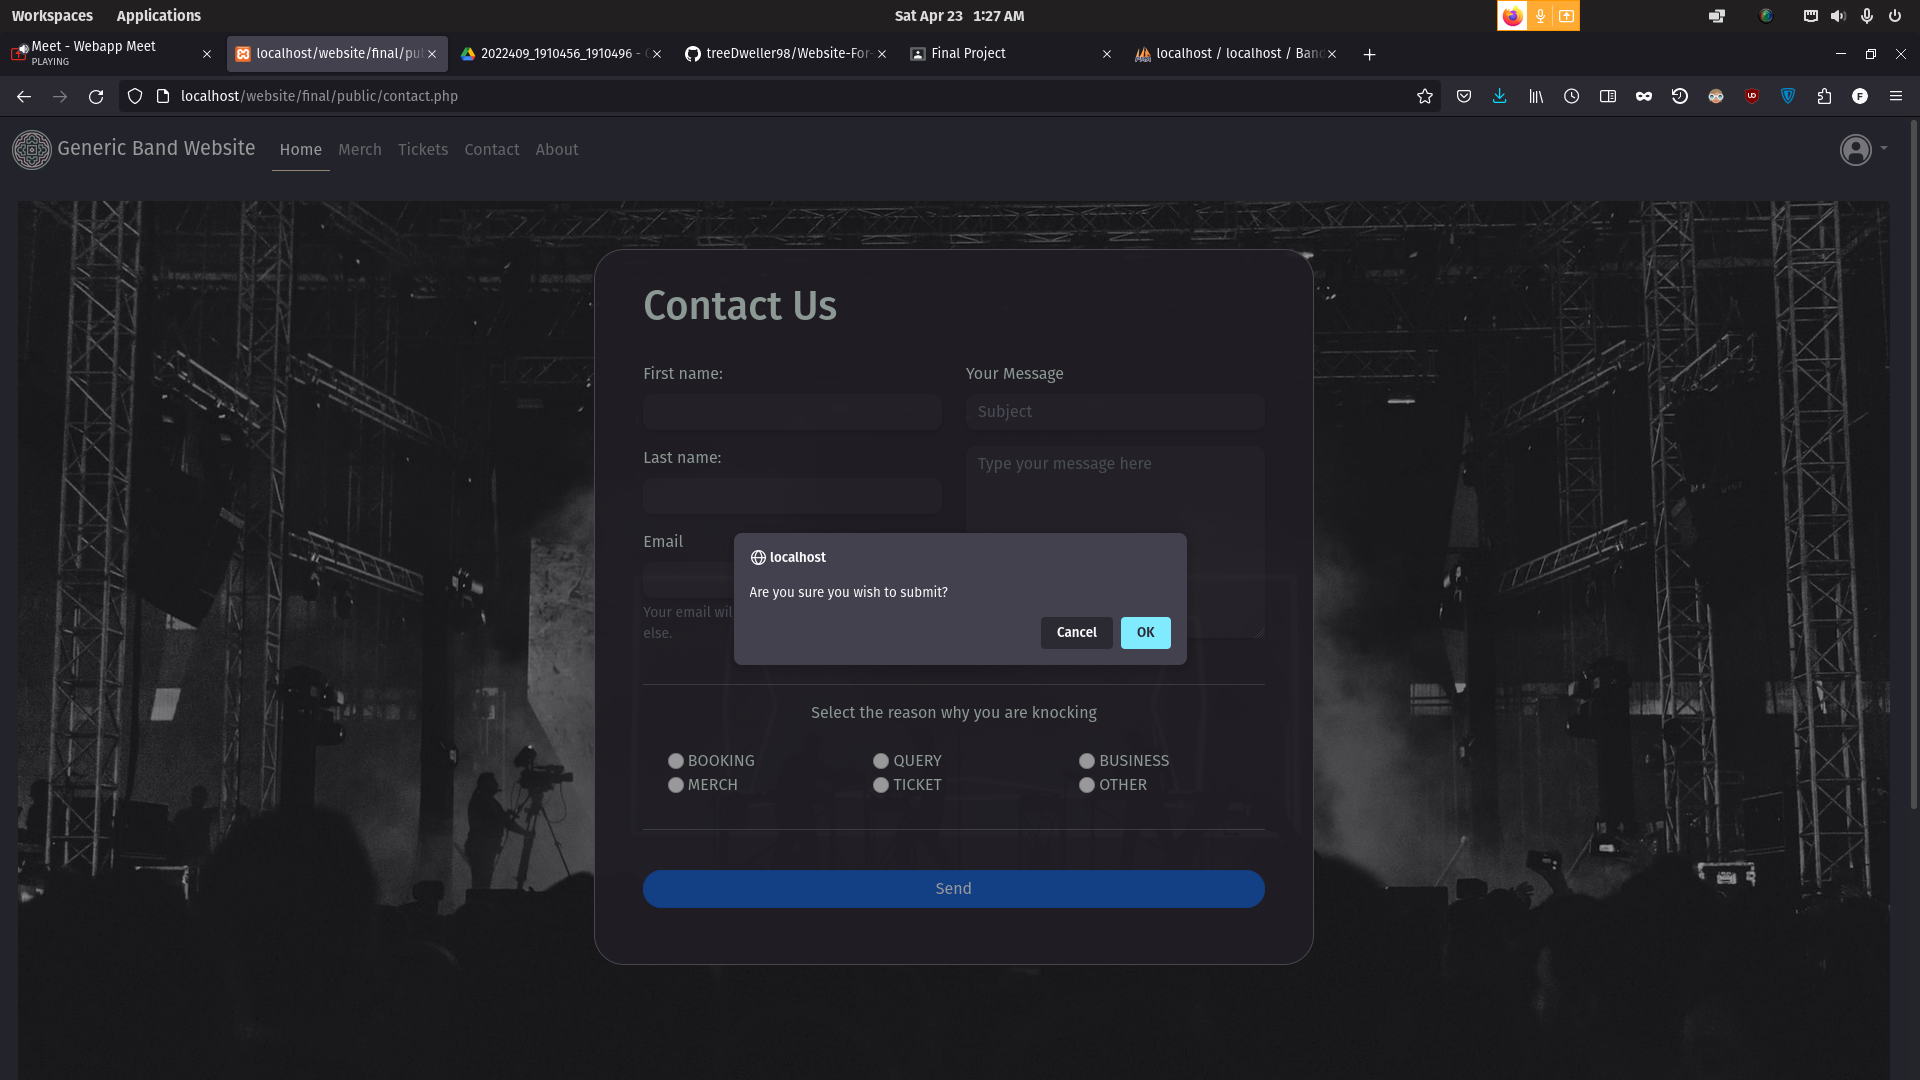 Workspaces Applications Sat Apr 23 1:27 AM
Meet - Webapp Meet
PLAYING
localhost/website/final/pu
2022409_1910456_1910496 -
treeDweller98/Website-For-
Final Project
localhost / localhost / Ban
localhost/website/final/public/contact.php
Generic Band Website Home Merch Tickets Contact About
Contact Us
First name:
Your Message
Subject
Last name:
Type your message here
Email
Your email wil
else.
localhost
Are you sure you wish to submit?
Cancel OK
Select the reason why you are knocking
BOOKING QUERY BUSINESS
MERCH TICKET OTHER
Send